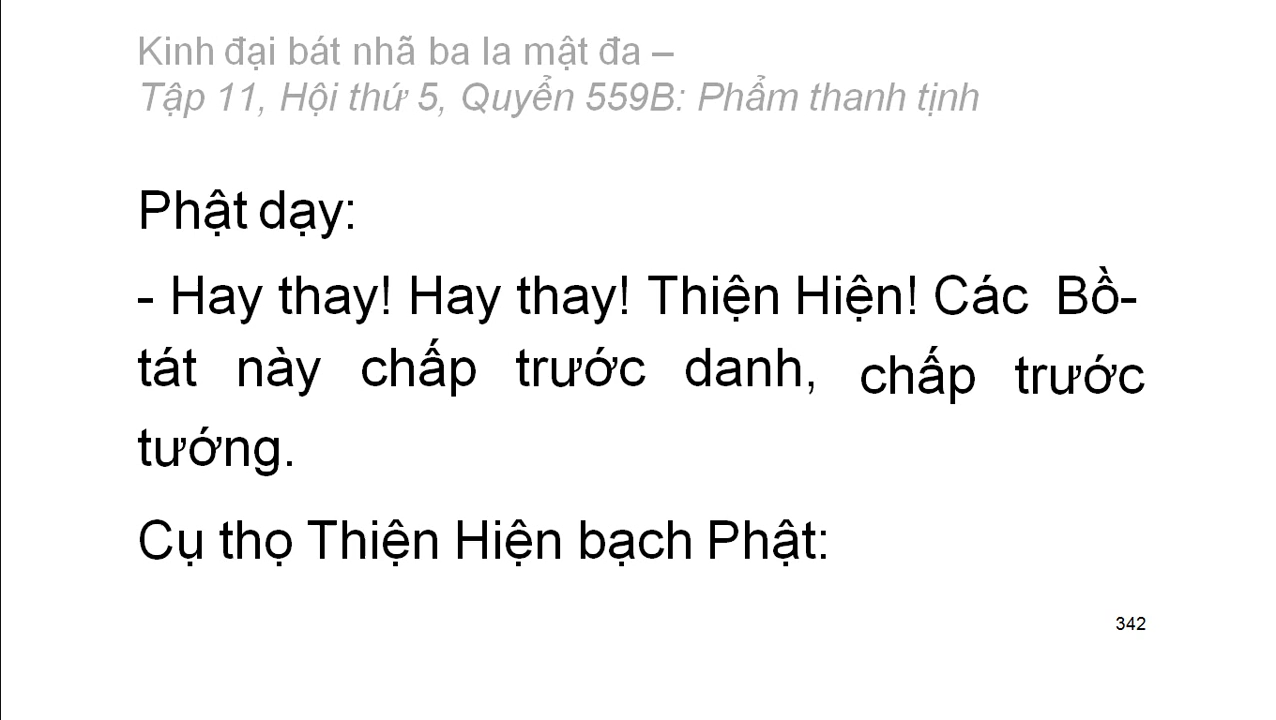 Kinh đại bát nhã ba la mật đa –
Tập 11, Hội thứ 5, Quyển 559B: Phẩm thanh tịnh
Phật dạy:
- Hay thay! Hay thay! Thiện Hiện! Các Bồ-
tát này chấp trước danh, chấp trước
tướng.
Cụ thọ Thiện Hiện bạch Phật:
342